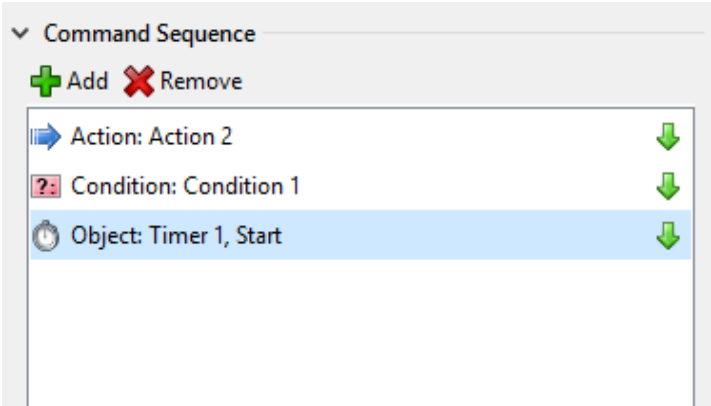 Command Sequence
Add Remove
Action: Action 2
?: Condition: Condition 1
Object: Timer 1, Start